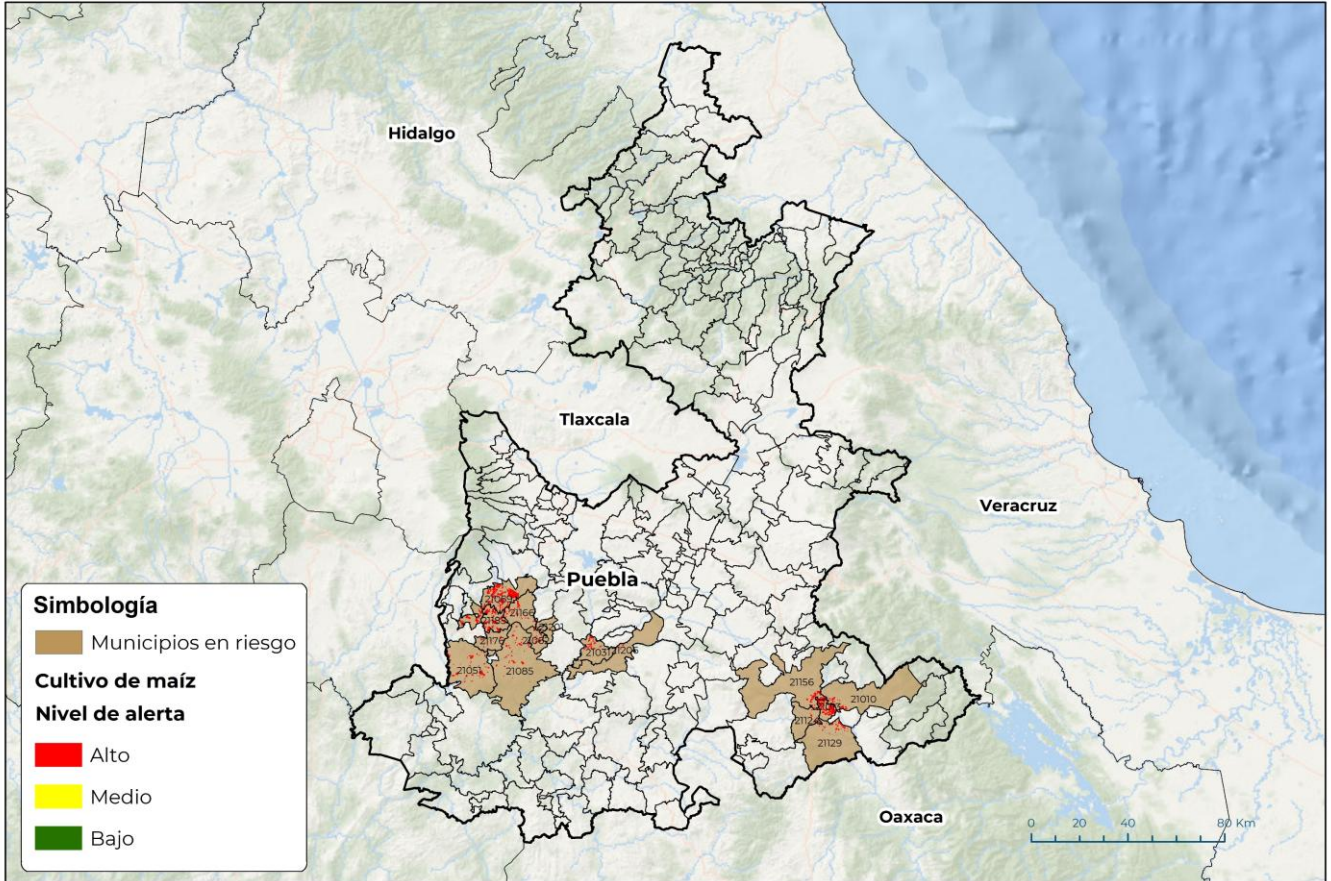 Hidalgo
Tlaxcala
Veracruz
Puebla
Oaxaca
21166
21176
21051
21085
21031
21156
21010
21129
Simbología
Municipios en riesgo
Cultivo de maíz
Nivel de alerta
Alto
Medio
Bajo
0 20 40 80 Km